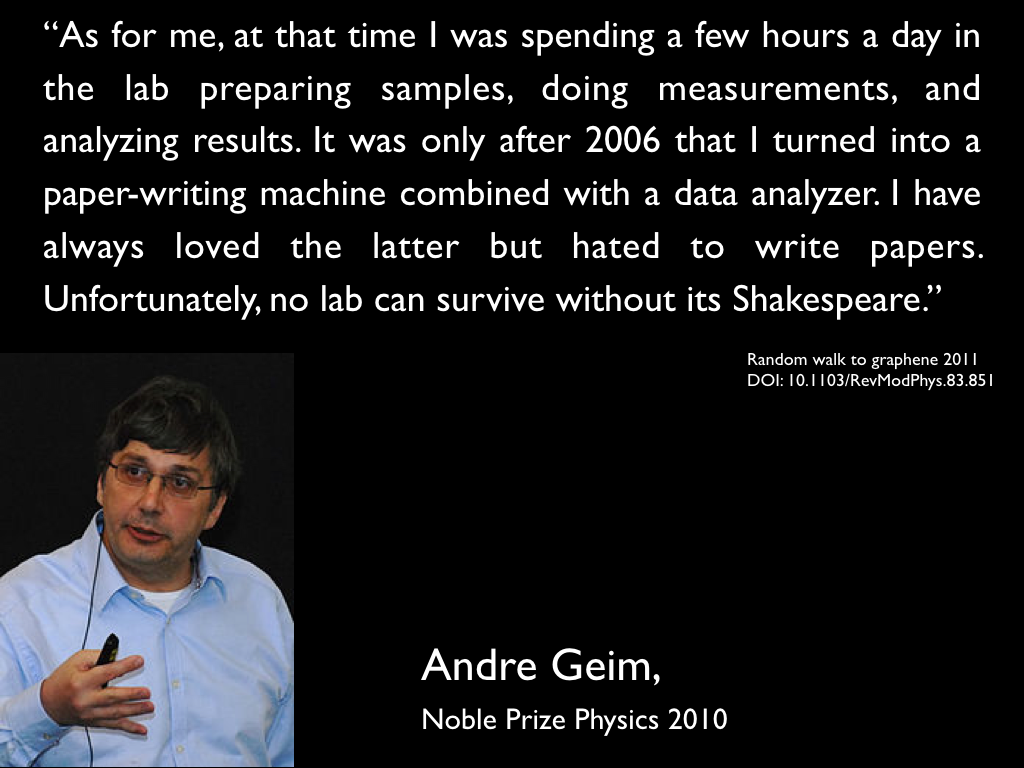 “As for me, at that time I was spending a few hours a day in
the lab preparing samples, doing measurements, and
analyzing results. It was only after 2006 that I turned into a
paper-writing machine combined with a data analyzer. I have
always loved the latter but hated to write papers.
Unfortunately, no lab can survive without its Shakespeare.”
Random walk to graphene 2011
DOI: 10.1103/RevModPhys.83.851
Andre Geim,
Noble Prize Physics 2010